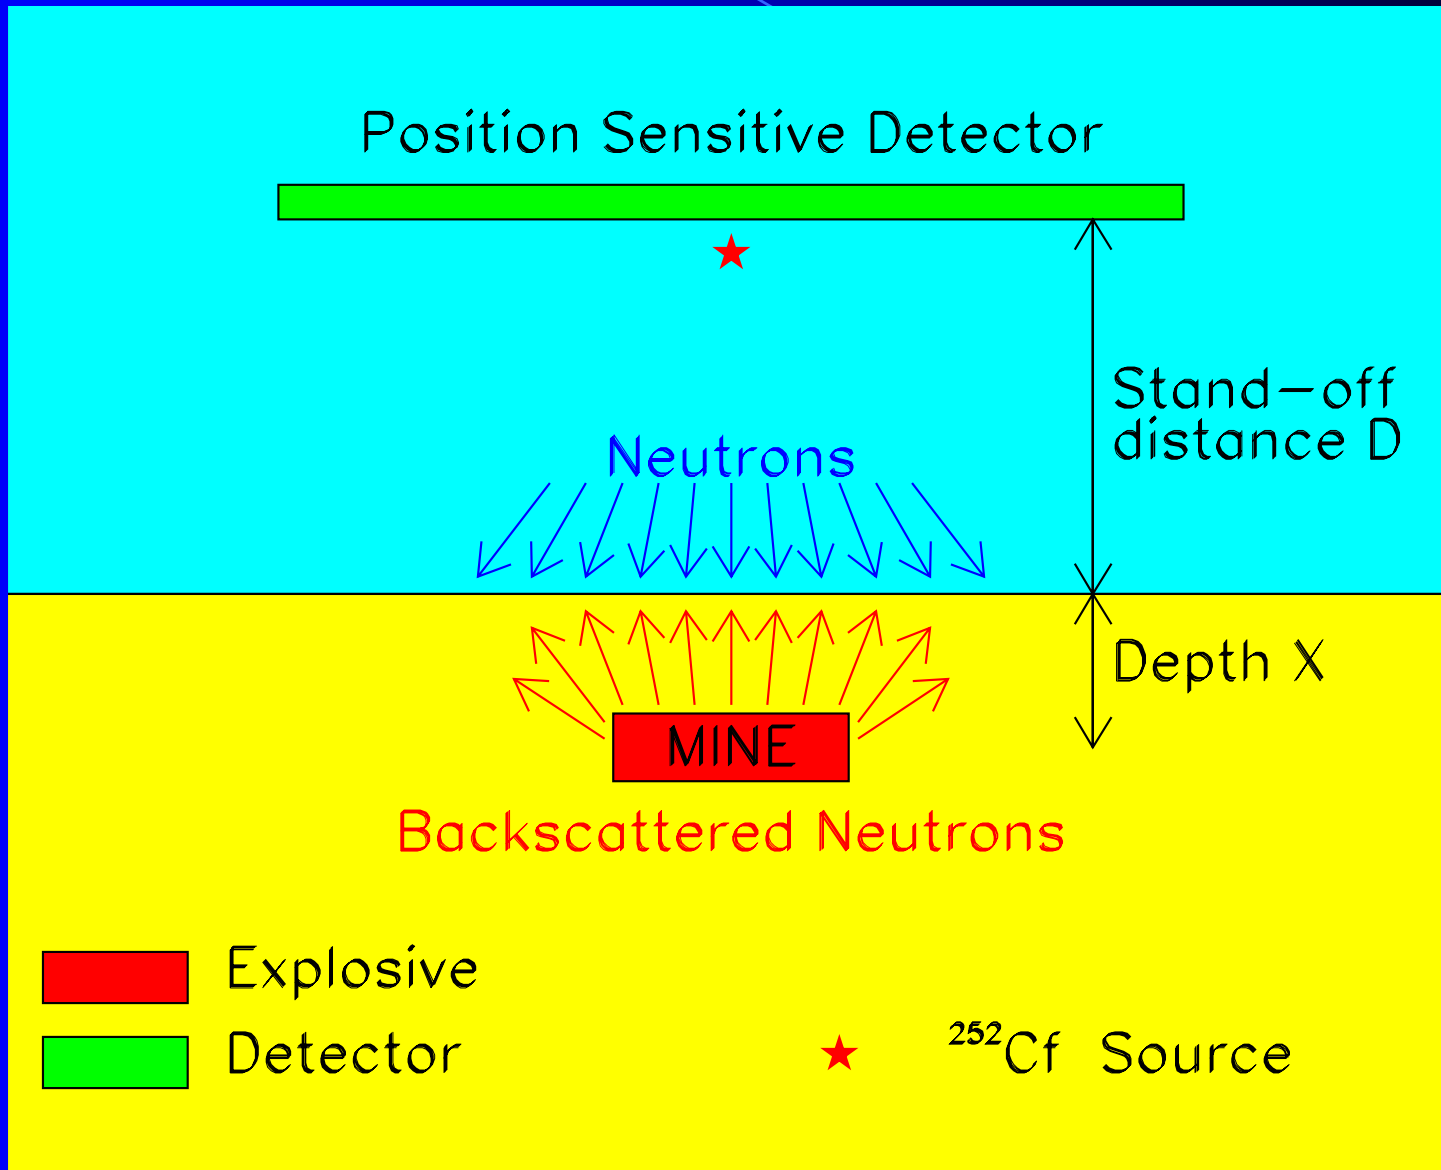 Position Sensitive Detector
Stand-off
distance D
Neutrons
Depth X
MINE
Backscattered Neutrons
Explosive
Detector
²⁵²Cf Source